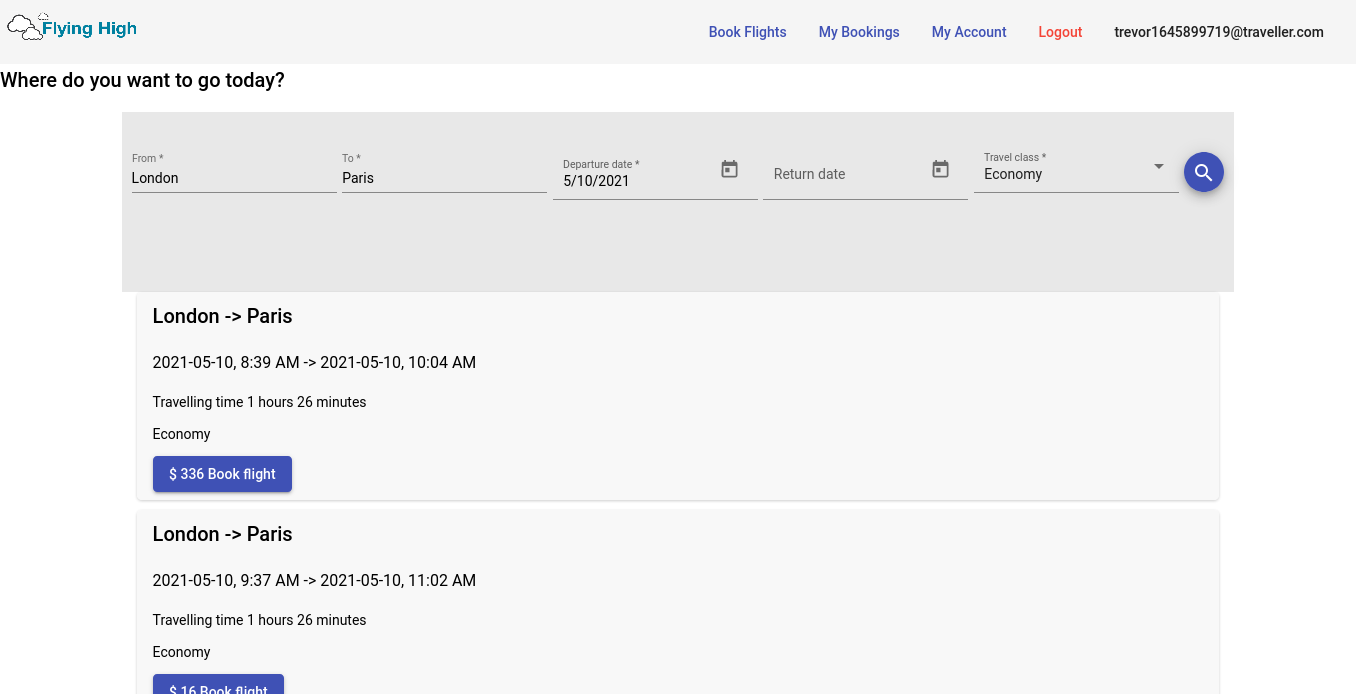 Flying High
Book Flights My Bookings My Account Logout trevor1645899719@traveller.com
Where do you want to go today?
From * To * Departure date * Travel class *
London Paris 5/10/2021 Return date Economy
London -> Paris
2021-05-10, 8:39 AM -> 2021-05-10, 10:04 AM
Travelling time 1 hours 26 minutes
Economy
$ 336 Book flight
London -> Paris
2021-05-10, 9:37 AM -> 2021-05-10, 11:02 AM
Travelling time 1 hours 26 minutes
Economy
$ 16 Book flight